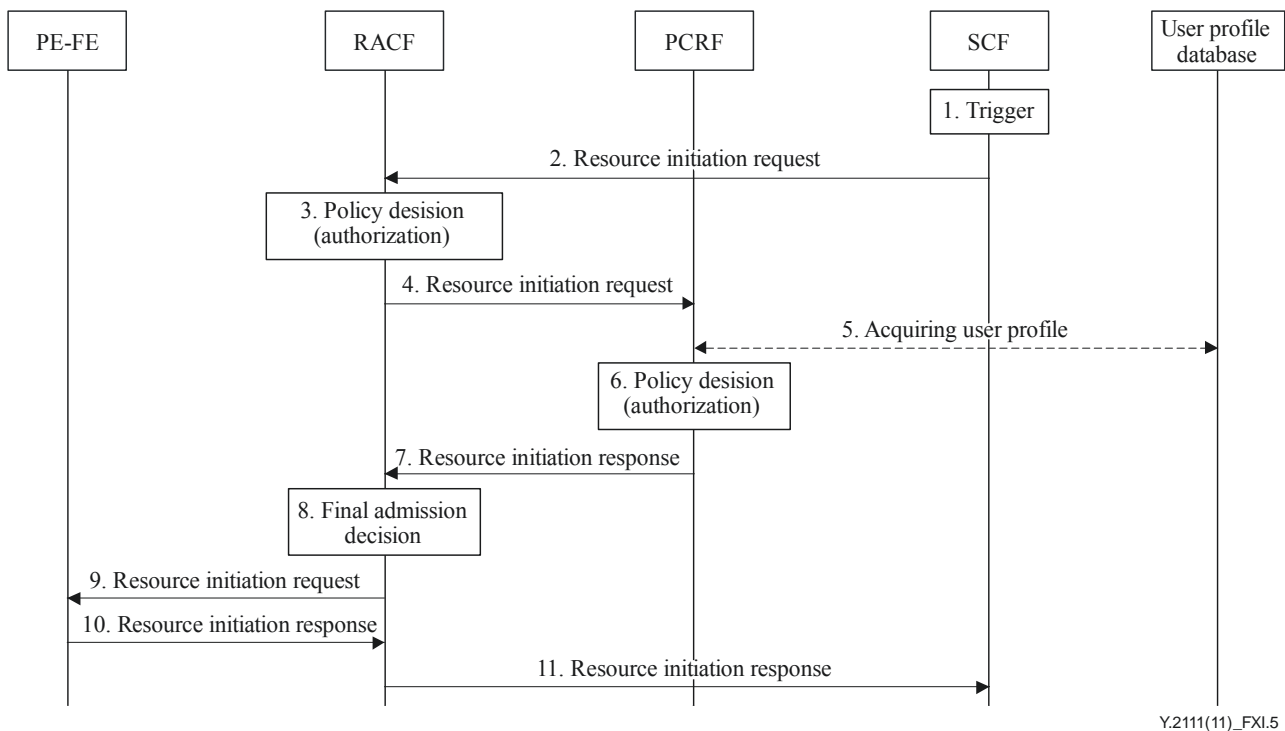 PE-FE
RACF
PCRF
SCF
User profile
database
1. Trigger
2. Resource initiation request
3. Policy desision
(authorization)
4. Resource initiation request
5. Acquiring user profile
6. Policy desision
(authorization)
7. Resource initiation response
8. Final admission
decision
9. Resource initiation request
10. Resource initiation response
11. Resource initiation response
Y.2111(11)_FXI.5